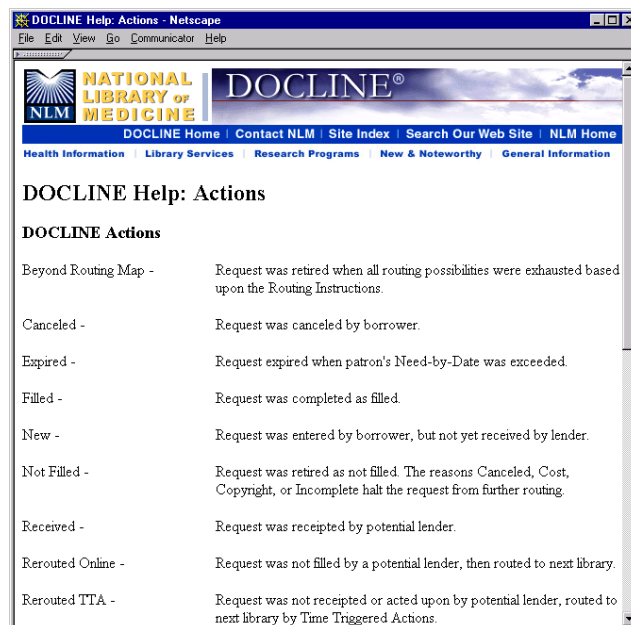 DOCLINE Help: Actions - Netscape
File Edit View Go Communicator Help
NATIONAL
LIBRARY OF
MEDICINE
NLM
DOCLINE®
DOCLINE Home | Contact NLM | Site Index | Search Our Web Site | NLM Home
Health Information | Library Services | Research Programs | New & Noteworthy | General Information
DOCLINE Help: Actions
DOCLINE Actions
Beyond Routing Map - Request was retired when all routing possibilities were exhausted based
upon the Routing Instructions.
Canceled - Request was canceled by borrower.
Expired - Request expired when patron's Need-by-Date was exceeded.
Filled - Request was completed as filled.
New - Request was entered by borrower, but not yet received by lender.
Not Filled - Request was retired as not filled. The reasons Canceled, Cost,
Copyright, or Incomplete halt the request from further routing.
Received - Request was receipted by potential lender.
Rerouted Online - Request was not filled by a potential lender, then routed to next library.
Rerouted TTA - Request was not receipted or acted upon by potential lender, routed to
next library by Time Triggered Actions.